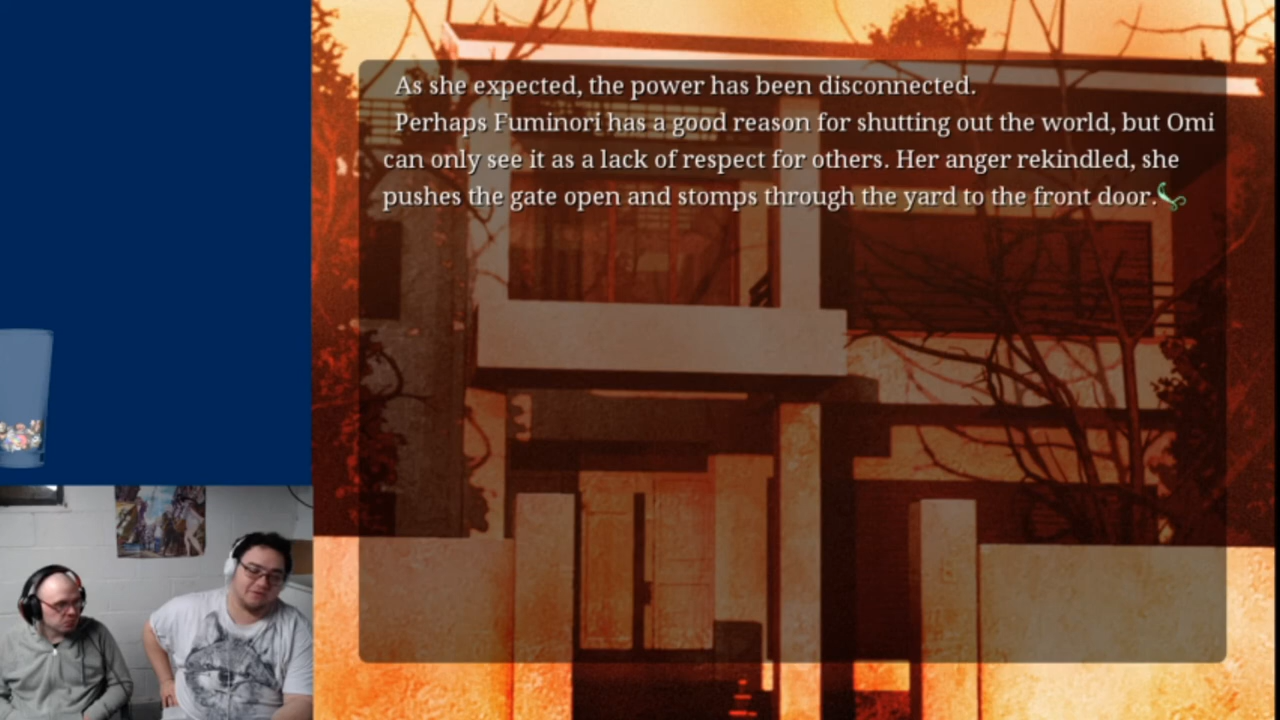 As she expected, the power has been disconnected.
Perhaps Fuminori has a good reason for shutting out the world, but Omi
can only see it as a lack of respect for others. Her anger rekindled, she
pushes the gate open and stomps through the yard to the front door.